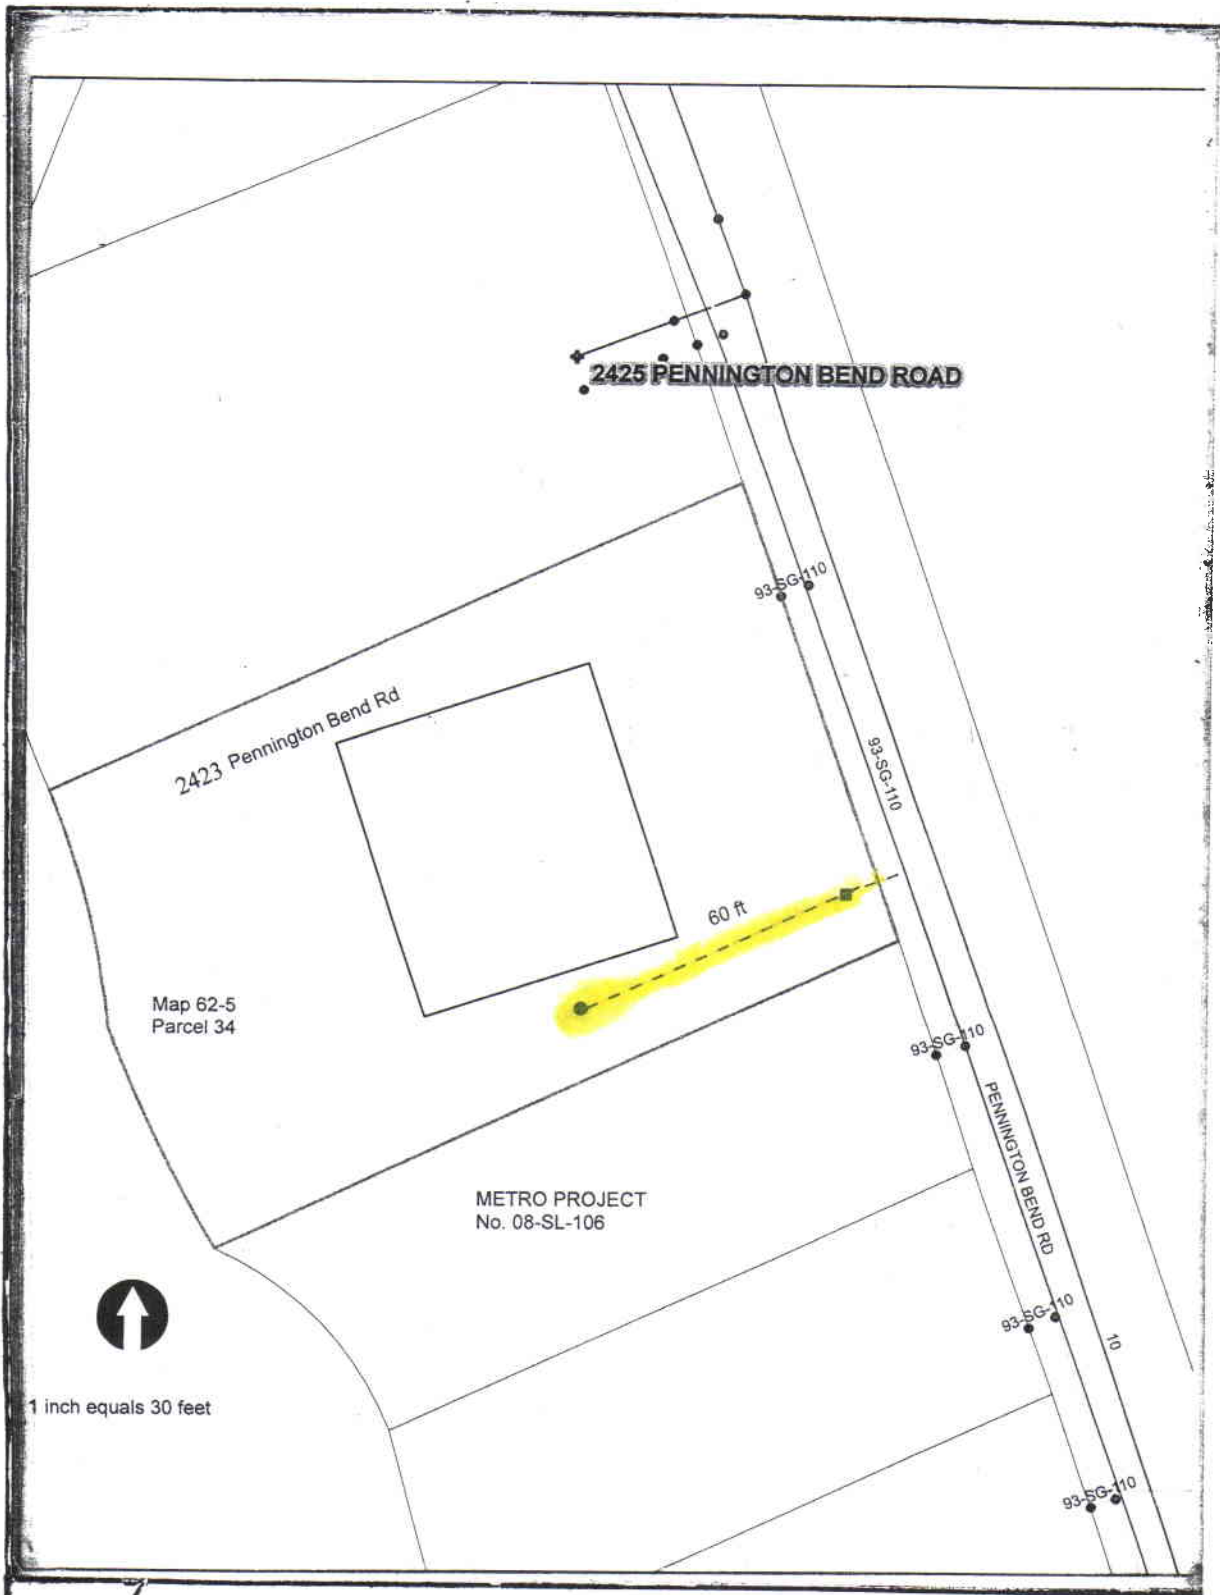 2425 PENNINGTON BEND ROAD
93-SG-110
2423 Pennington Bend Rd
93-SG-110
60 ft
Map 62-5
Parcel 34
93-SG-110
PENNINGTON BEND RD
METRO PROJECT
No. 08-SL-106
93-SG-110
10
1 inch equals 30 feet
93-SG-110